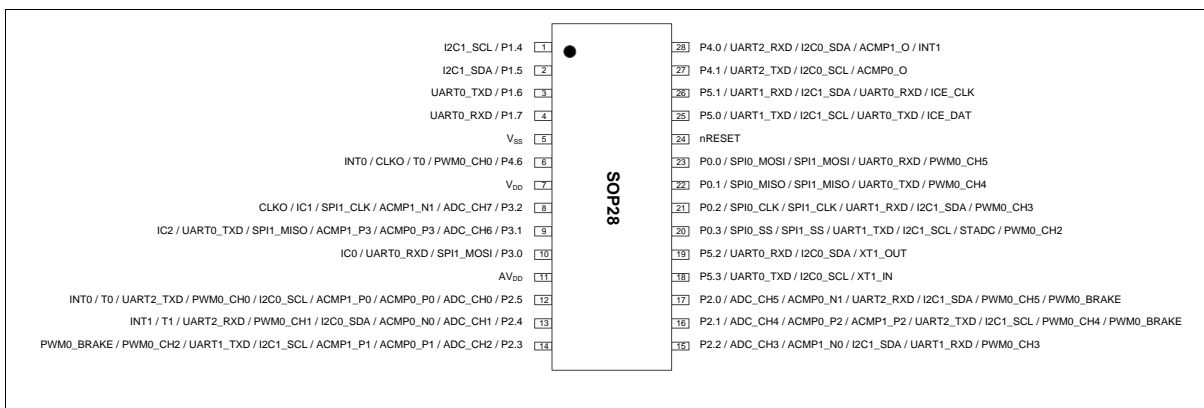 I2C1_SCL / P1.4 1 28 P4.0 / UART2_RXD / I2C0_SDA / ACMP1_O / INT1
I2C1_SDA / P1.5 2 27 P4.1 / UART2_TXD / I2C0_SCL / ACMP0_O
UART0_TXD / P1.6 3 26 P5.1 / UART1_RXD / I2C1_SDA / UART0_RXD / ICE_CLK
UART0_RXD / P1.7 4 25 P5.0 / UART1_TXD / I2C1_SCL / UART0_TXD / ICE_DAT
VSS 5 24 nRESET
INT0 / CLKO / T0 / PWM0_CH0 / P4.6 6 23 P0.0 / SPI0_MOSI / SPI1_MOSI / UART0_RXD / PWM0_CH5
VDD 7 22 P0.1 / SPI0_MISO / SPI1_MISO / UART0_TXD / PWM0_CH4
SOP28
CLKO / IC1 / SPI1_CLK / ACMP1_N1 / ADC_CH7 / P3.2 8 21 P0.2 / SPI0_CLK / SPI1_CLK / UART1_RXD / I2C1_SDA / PWM0_CH3
IC2 / UART0_TXD / SPI1_MISO / ACMP1_P3 / ACMP0_P3 / ADC_CH6 / P3.1 9 20 P0.3 / SPI0_SS / SPI1_SS / UART1_TXD / I2C1_SCL / STADC / PWM0_CH2
IC0 / UART0_RXD / SPI1_MOSI / P3.0 10 19 P5.2 / UART0_RXD / I2C0_SDA / XT1_OUT
AVDD 11 18 P5.3 / UART0_TXD / I2C0_SCL / XT1_IN
INT0 / T0 / UART2_TXD / PWM0_CH0 / I2C0_SCL / ACMP1_P0 / ACMP0_P0 / ADC_CH0 / P2.5 12 17 P2.0 / ADC_CH5 / ACMP0_N1 / UART2_RXD / I2C1_SDA / PWM0_CH5 / PWM0_BRAKE
INT1 / T1 / UART2_RXD / PWM0_CH1 / I2C0_SDA / ACMP0_N0 / ADC_CH1 / P2.4 13 16 P2.1 / ADC_CH4 / ACMP0_P2 / ACMP1_P2 / UART2_TXD / I2C1_SCL / PWM0_CH4 / PWM0_BRAKE
PWM0_BRAKE / PWM0_CH2 / UART1_TXD / I2C1_SCL / ACMP1_P1 / ACMP0_P1 / ADC_CH2 / P2.3 14 15 P2.2 / ADC_CH3 / ACMP1_N0 / I2C1_SDA / UART1_RXD / PWM0_CH3